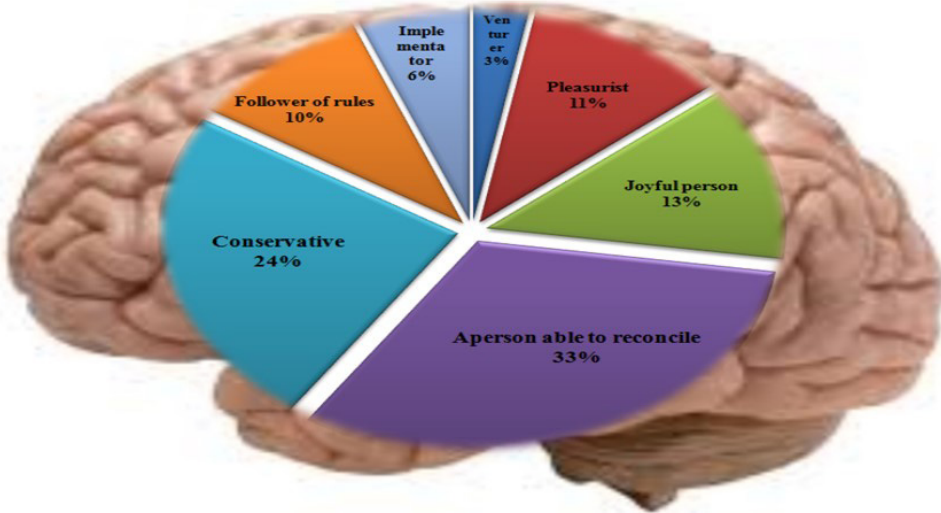 Ven
tur
er
3%
Pleasurist
11%
Joyful person
13%
Aperson able to reconcile
33%
Conservative
24%
Follower of rules
10%
Imple
menta
tor
6%